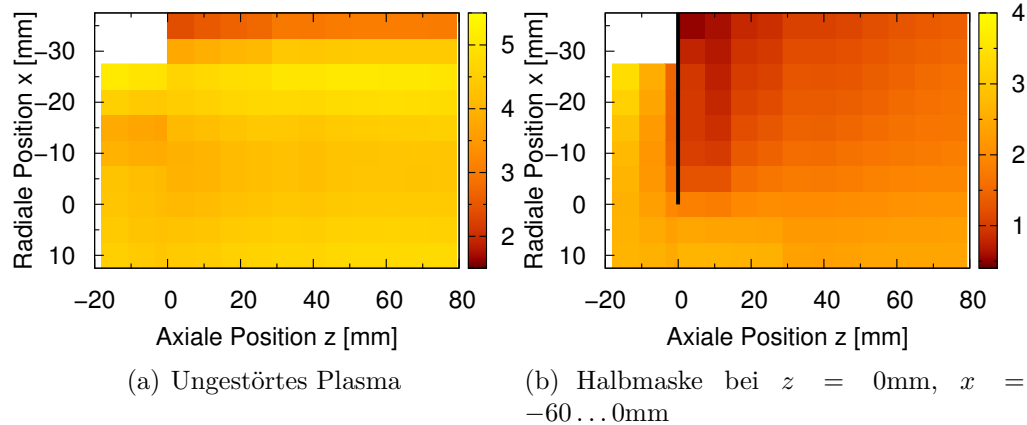 −30
−20
−10
0
10
Radiale Position x [mm]
−20 0 20 40 60 80
Axiale Position z [mm]
5
4
3
2
(a) Ungestörtes Plasma
−30
−20
−10
0
10
Radiale Position x [mm]
−20 0 20 40 60 80
Axiale Position z [mm]
4
3
2
1
(b) Halbmaske bei z = 0mm, x =
−60 . . . 0mm